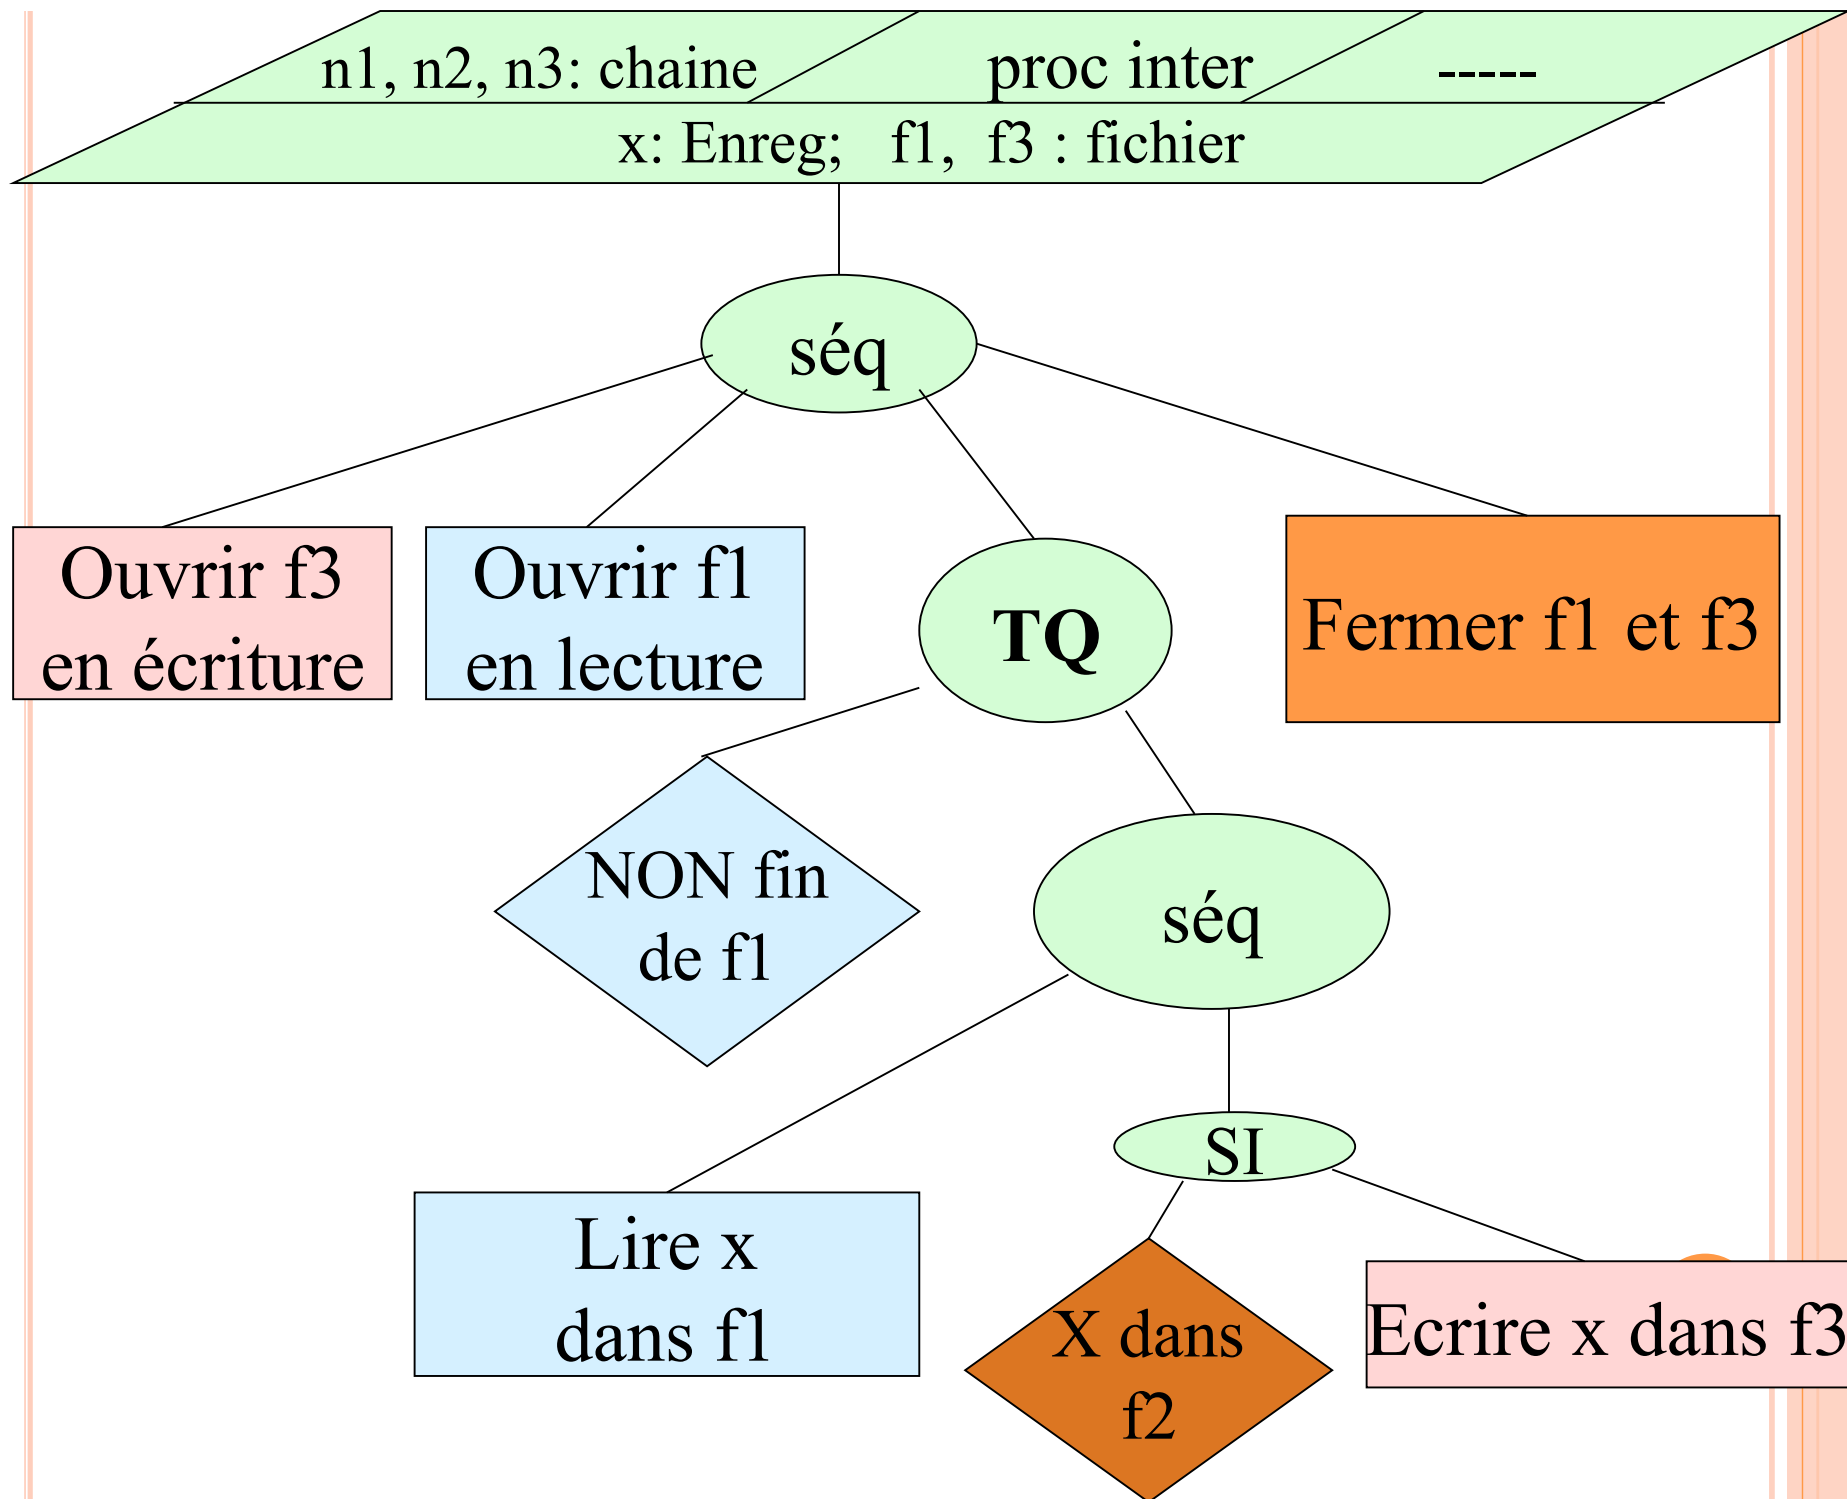 n1, n2, n3: chaine proc inter -----
x: Enreg; f1, f3 : fichier
séq
Ouvrir f3
en écriture
Ouvrir f1
en lecture
TQ
Fermer f1 et f3
NON fin
de f1
séq
SI
Lire x
dans f1
X dans
f2
Ecrire x dans f3